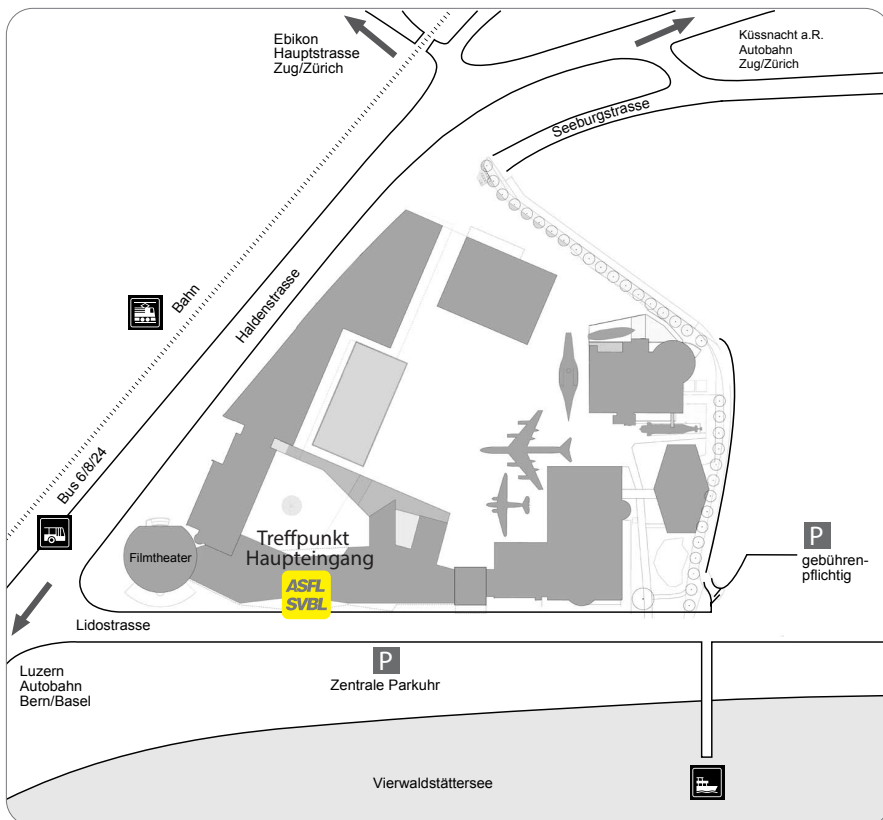 Ebikon
Hauptstrasse
Zug/Zürich
Küssnacht a.R.
Autobahn
Zug/Zürich
Seeburgstrasse
Bahn
Haldenstrasse
Bus 6/8/24
Treffpunkt
Haupteingang
Filmtheater
ASFL
SVBL
P
gebühren-
pflichtig
Lidostrasse
Luzern
Autobahn
Bern/Basel
P
Zentrale Parkuhr
Vierwaldstättersee